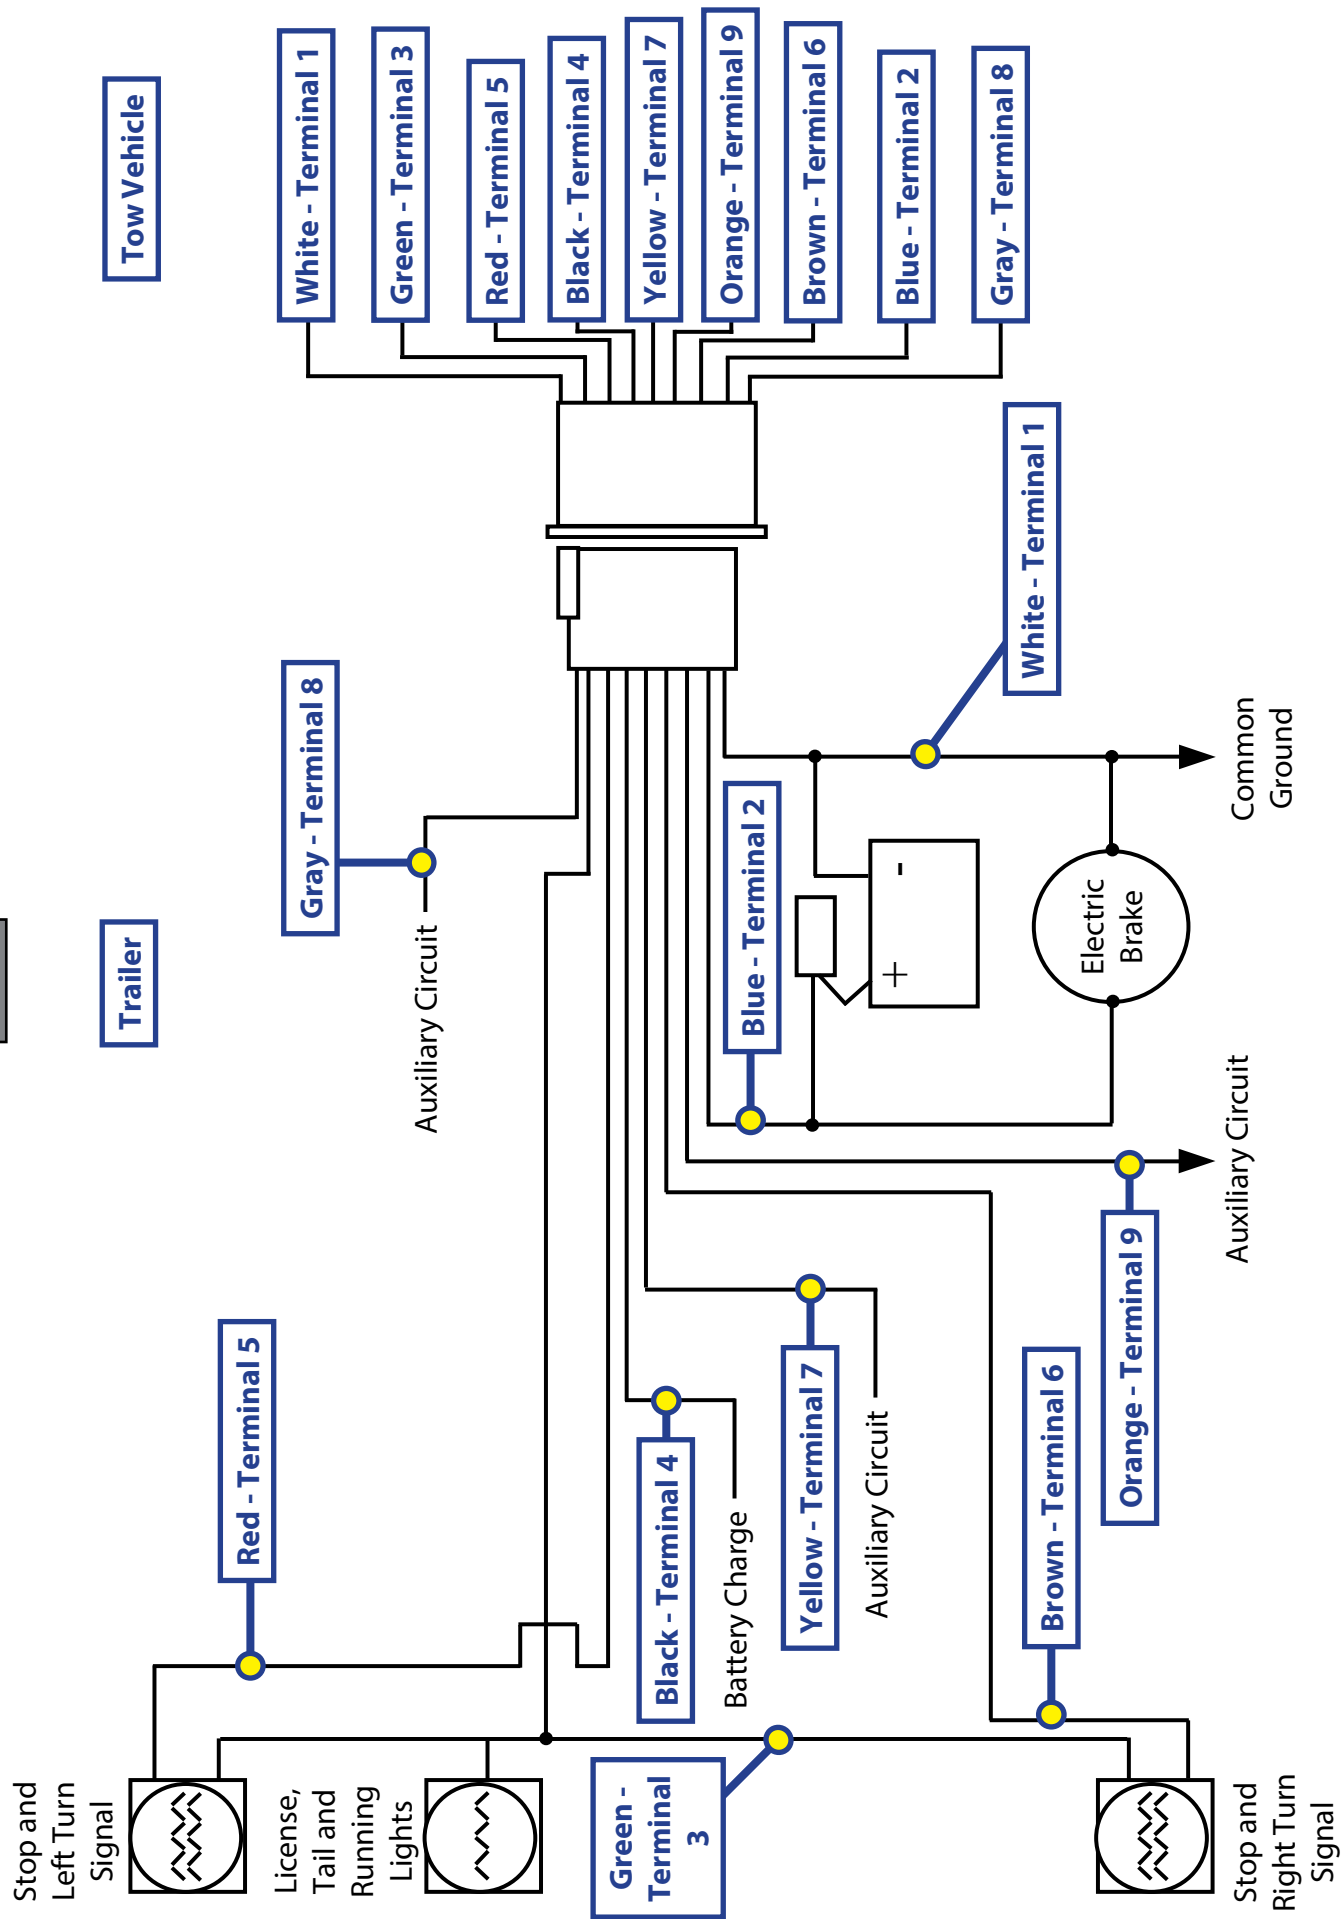 Stop and
Left Turn
Signal
License,
Tail and
Running
Lights
Green -
Terminal
3
Stop and
Right Turn
Signal
Red - Terminal 5
Black - Terminal 4
Battery Charge
Yellow - Terminal 7
Auxiliary Circuit
Brown - Terminal 6
Orange - Terminal 9
Auxiliary Circuit
Trailer
Gray - Terminal 8
Auxiliary Circuit
Blue - Terminal 2
+
-
Electric
Brake
Common
Ground
White - Terminal 1
Tow Vehicle
White - Terminal 1
Green - Terminal 3
Red - Terminal 5
Black - Terminal 4
Yellow - Terminal 7
Orange - Terminal 9
Brown - Terminal 6
Blue - Terminal 2
Gray - Terminal 8